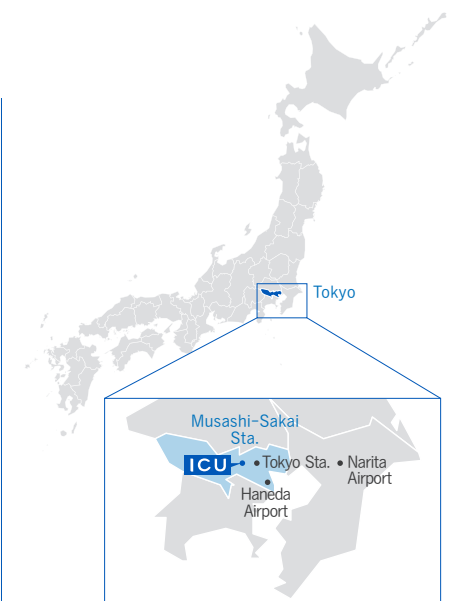 Tokyo
Musashi-Sakai
Sta.
ICU
Tokyo Sta.
Narita
Airport
Haneda
Airport